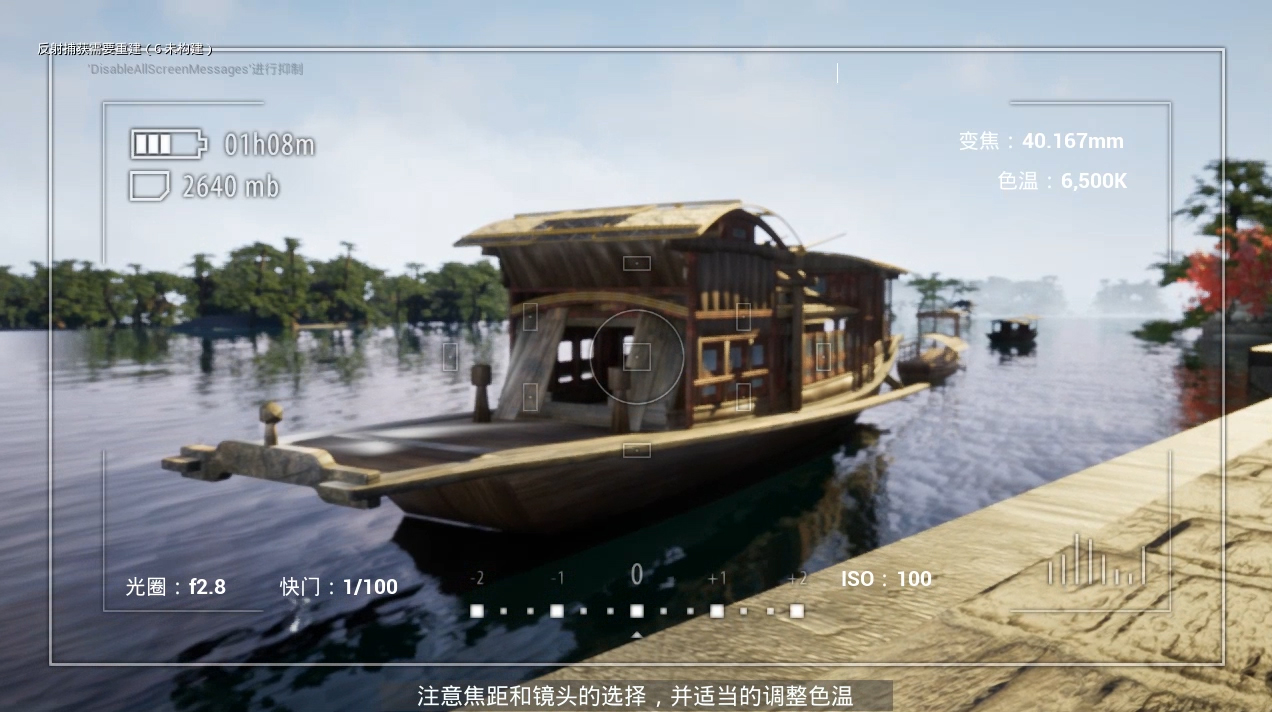 反射捕获需要重建（6 未构建）
'DisableAllScreenMessages'进行抑制
01h08m
变焦：40.167mm
2640 mb
色温：6,500K
光圈：f2.8
快门：1/100
-2 -1 0 +1 +2
ISO：100
注意焦距和镜头的选择，并适当的调整色温